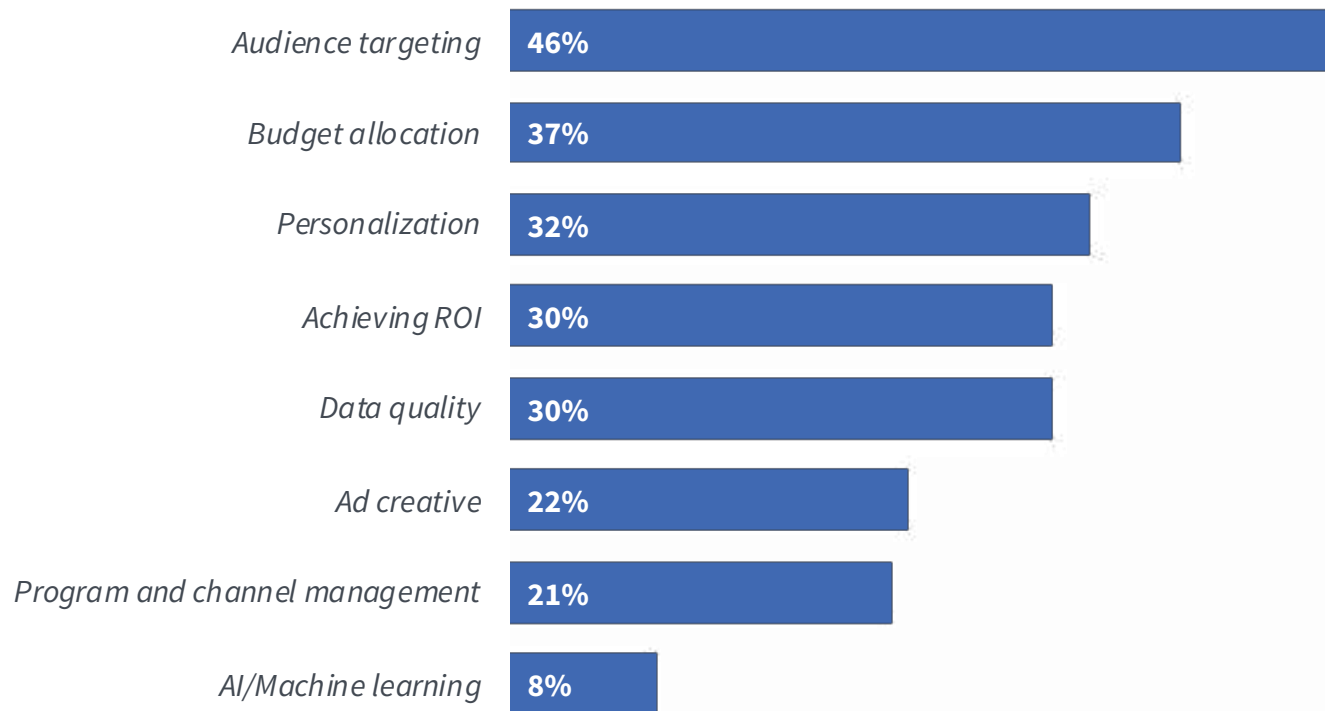 Audience targeting 46%
Budget allocation 37%
Personalization 32%
Achieving ROI 30%
Data quality 30%
Ad creative 22%
Program and channel management 21%
AI/Machine learning 8%